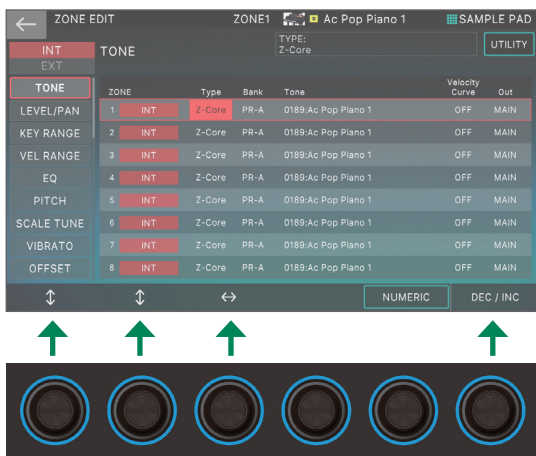 ZONE EDIT ZONE1 Ac Pop Piano 1 SAMPLE PAD
INT
EXT
TONE
TYPE:
Z-Core
UTILITY
TONE
LEVEL/PAN
KEY RANGE
VEL RANGE
EQ
PITCH
SCALE TUNE
VIBRATO
OFFSET
ZONE Type Bank Tone Velocity Curve Out
1 INT Z-Core PR-A 0189:Ac Pop Piano 1 OFF MAIN
2 INT Z-Core PR-A 0189:Ac Pop Piano 1 OFF MAIN
3 INT Z-Core PR-A 0189:Ac Pop Piano 1 OFF MAIN
4 INT Z-Core PR-A 0189:Ac Pop Piano 1 OFF MAIN
5 INT Z-Core PR-A 0189:Ac Pop Piano 1 OFF MAIN
6 INT Z-Core PR-A 0189:Ac Pop Piano 1 OFF MAIN
7 INT Z-Core PR-A 0189:Ac Pop Piano 1 OFF MAIN
8 INT Z-Core PR-A 0189:Ac Pop Piano 1 OFF MAIN
NUMERIC DEC / INC